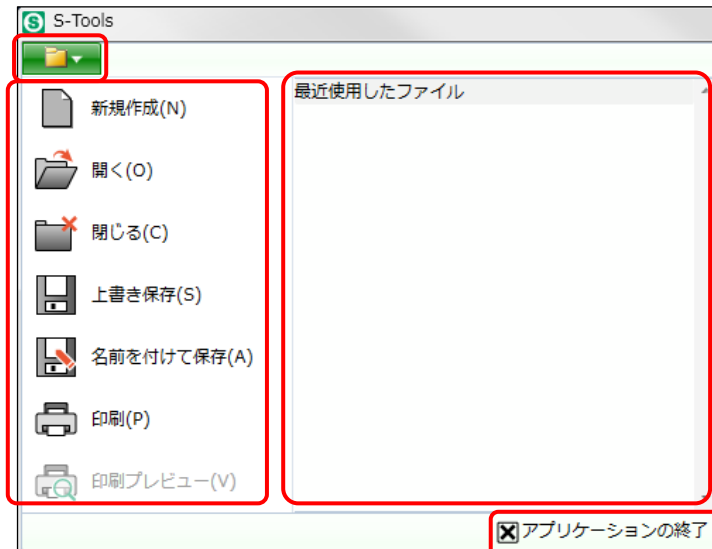 S S-Tools
新規作成(N)
開く(O)
閉じる(C)
上書き保存(S)
名前を付けて保存(A)
印刷(P)
印刷プレビュー(V)
最近使用したファイル
アプリケーションの終了